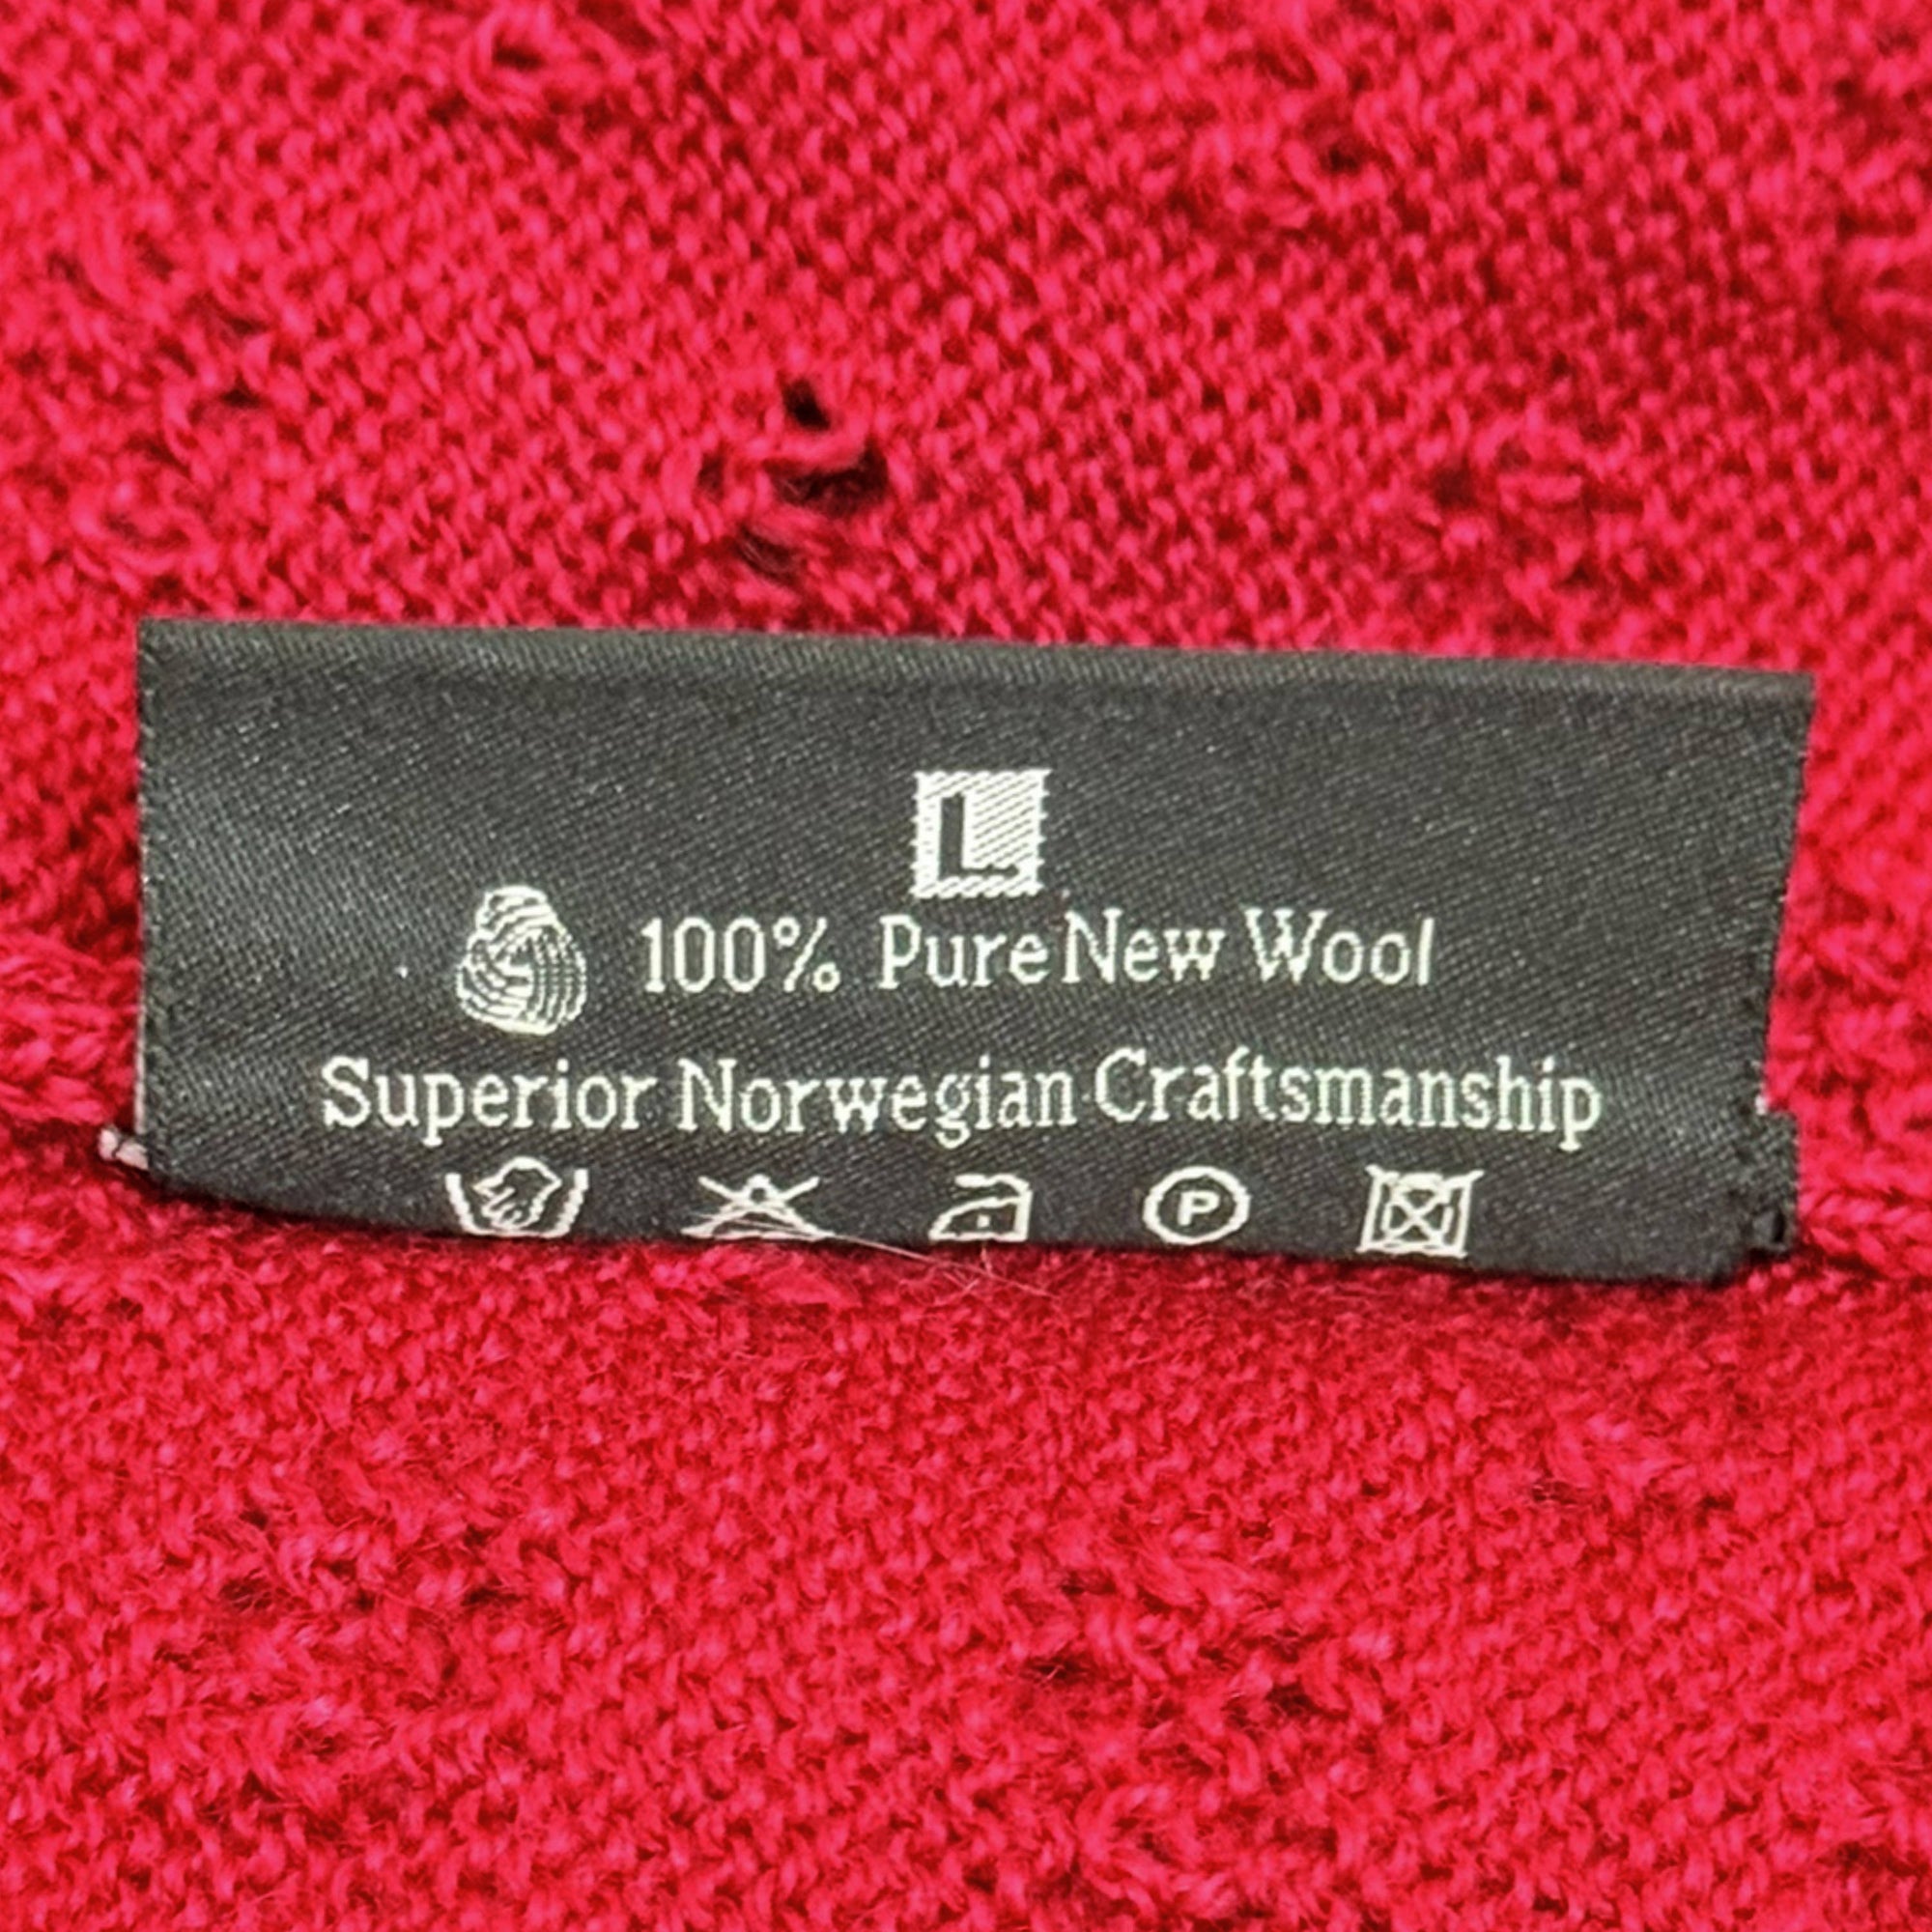 L
100% Pure New Wool
Superior Norwegian Craftsmanship
P